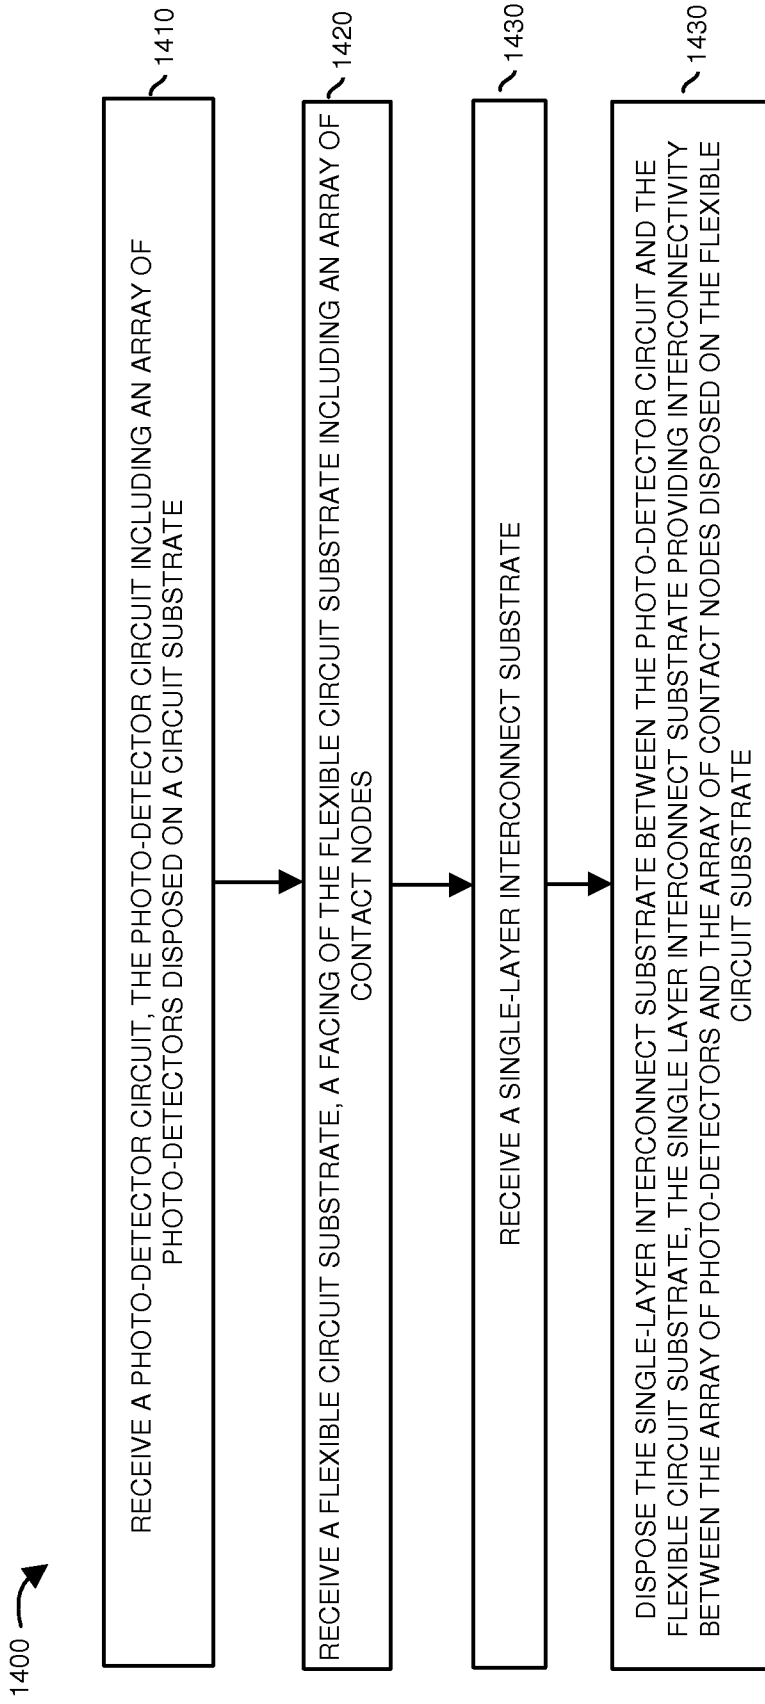 1400
RECEIVE A PHOTO-DETECTOR CIRCUIT, THE PHOTO-DETECTOR CIRCUIT INCLUDING AN ARRAY OF
PHOTO-DETECTORS DISPOSED ON A CIRCUIT SUBSTRATE
1410
RECEIVE A FLEXIBLE CIRCUIT SUBSTRATE, A FACING OF THE FLEXIBLE CIRCUIT SUBSTRATE INCLUDING AN ARRAY OF
CONTACT NODES
1420
RECEIVE A SINGLE-LAYER INTERCONNECT SUBSTRATE
1430
DISPOSE THE SINGLE-LAYER INTERCONNECT SUBSTRATE BETWEEN THE PHOTO-DETECTOR CIRCUIT AND THE
FLEXIBLE CIRCUIT SUBSTRATE, THE SINGLE LAYER INTERCONNECT SUBSTRATE PROVIDING INTERCONNECTIVITY
BETWEEN THE ARRAY OF PHOTO-DETECTORS AND THE ARRAY OF CONTACT NODES DISPOSED ON THE FLEXIBLE
CIRCUIT SUBSTRATE
1430